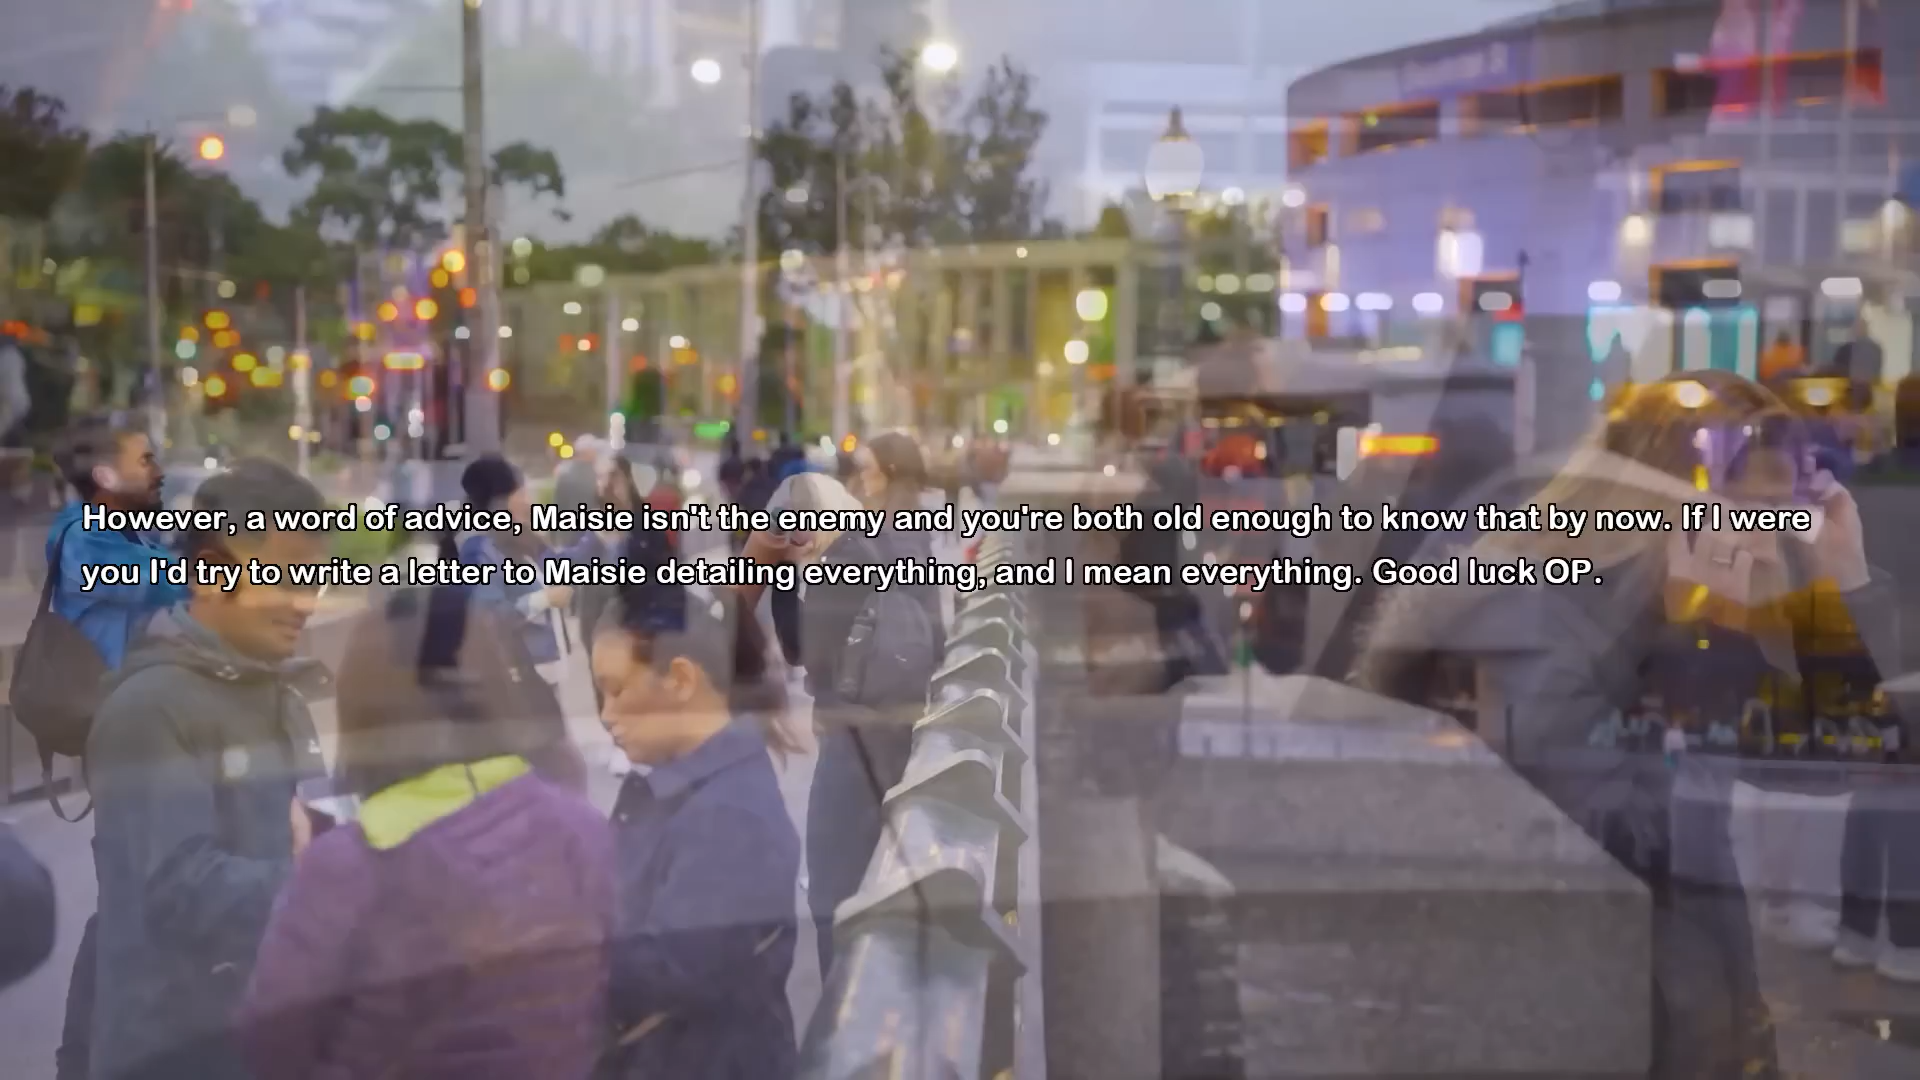 However, a word of advice, Maisie isn't the enemy and you're both old enough to know that by now. If I were
you I'd try to write a letter to Maisie detailing everything, and I mean everything. Good luck OP.